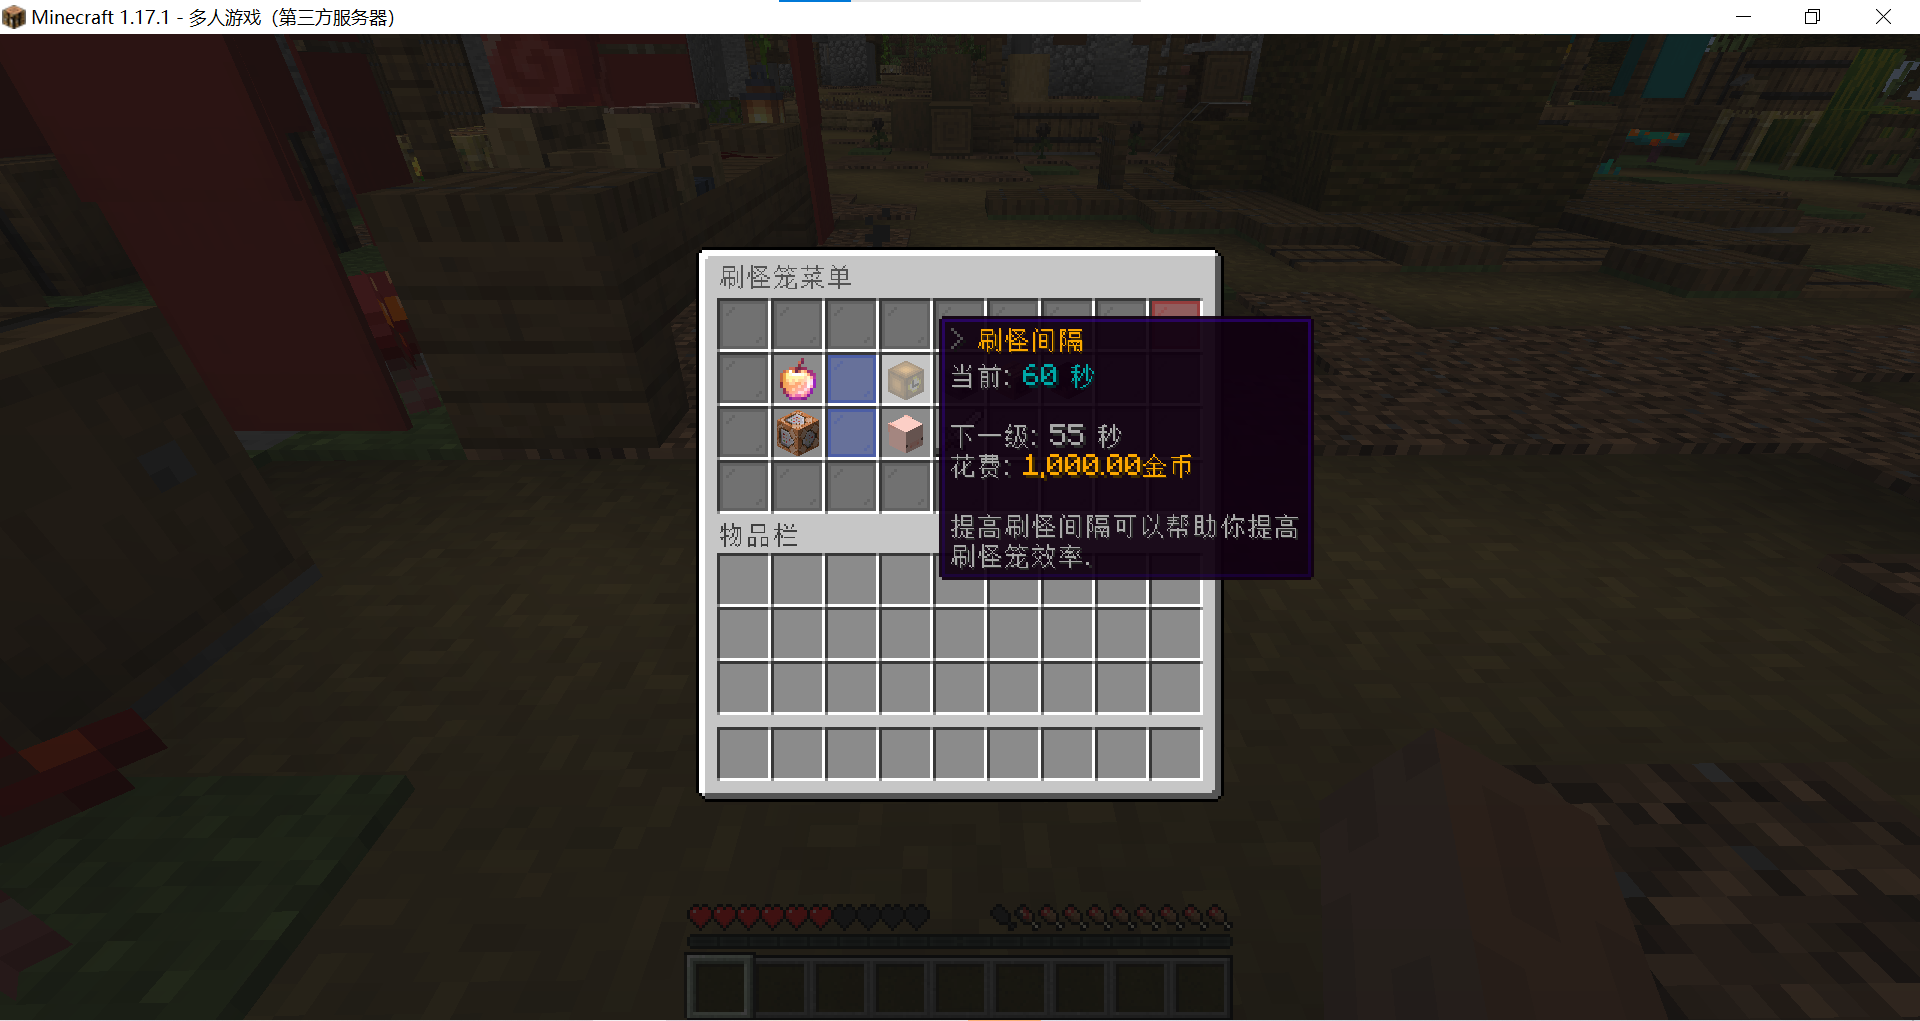 Minecraft 1.17.1 - 多人游戏（第三方服务器）
刷怪笼菜单
> 刷怪间隔
当前: 60 秒
下一级: 55 秒
花费: 1,000.00金币
提高刷怪间隔可以帮助你提高
刷怪笼效率.
物品栏